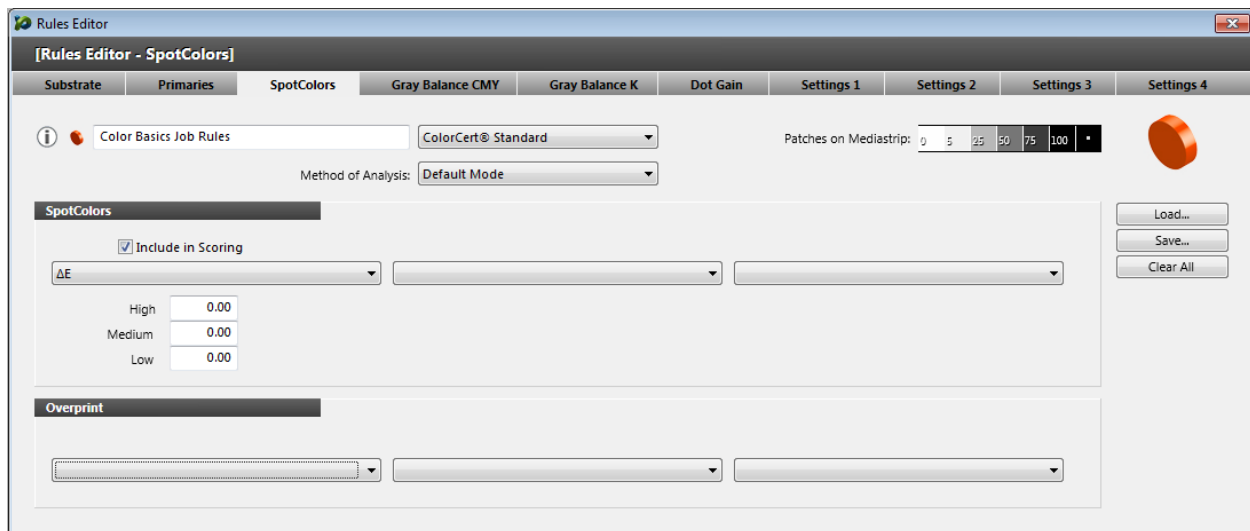 Rules Editor
[Rules Editor - SpotColors]
Substrate Primaries SpotColors Gray Balance CMY Gray Balance K Dot Gain Settings 1 Settings 2 Settings 3 Settings 4
Color Basics Job Rules ColorCert® Standard Patches on Mediastrip: 0 5 25 50 75 100 *
Method of Analysis: Default Mode
SpotColors
Load...
Include in Scoring
Save...
ΔE
Clear All
High 0.00
Medium 0.00
Low 0.00
Overprint